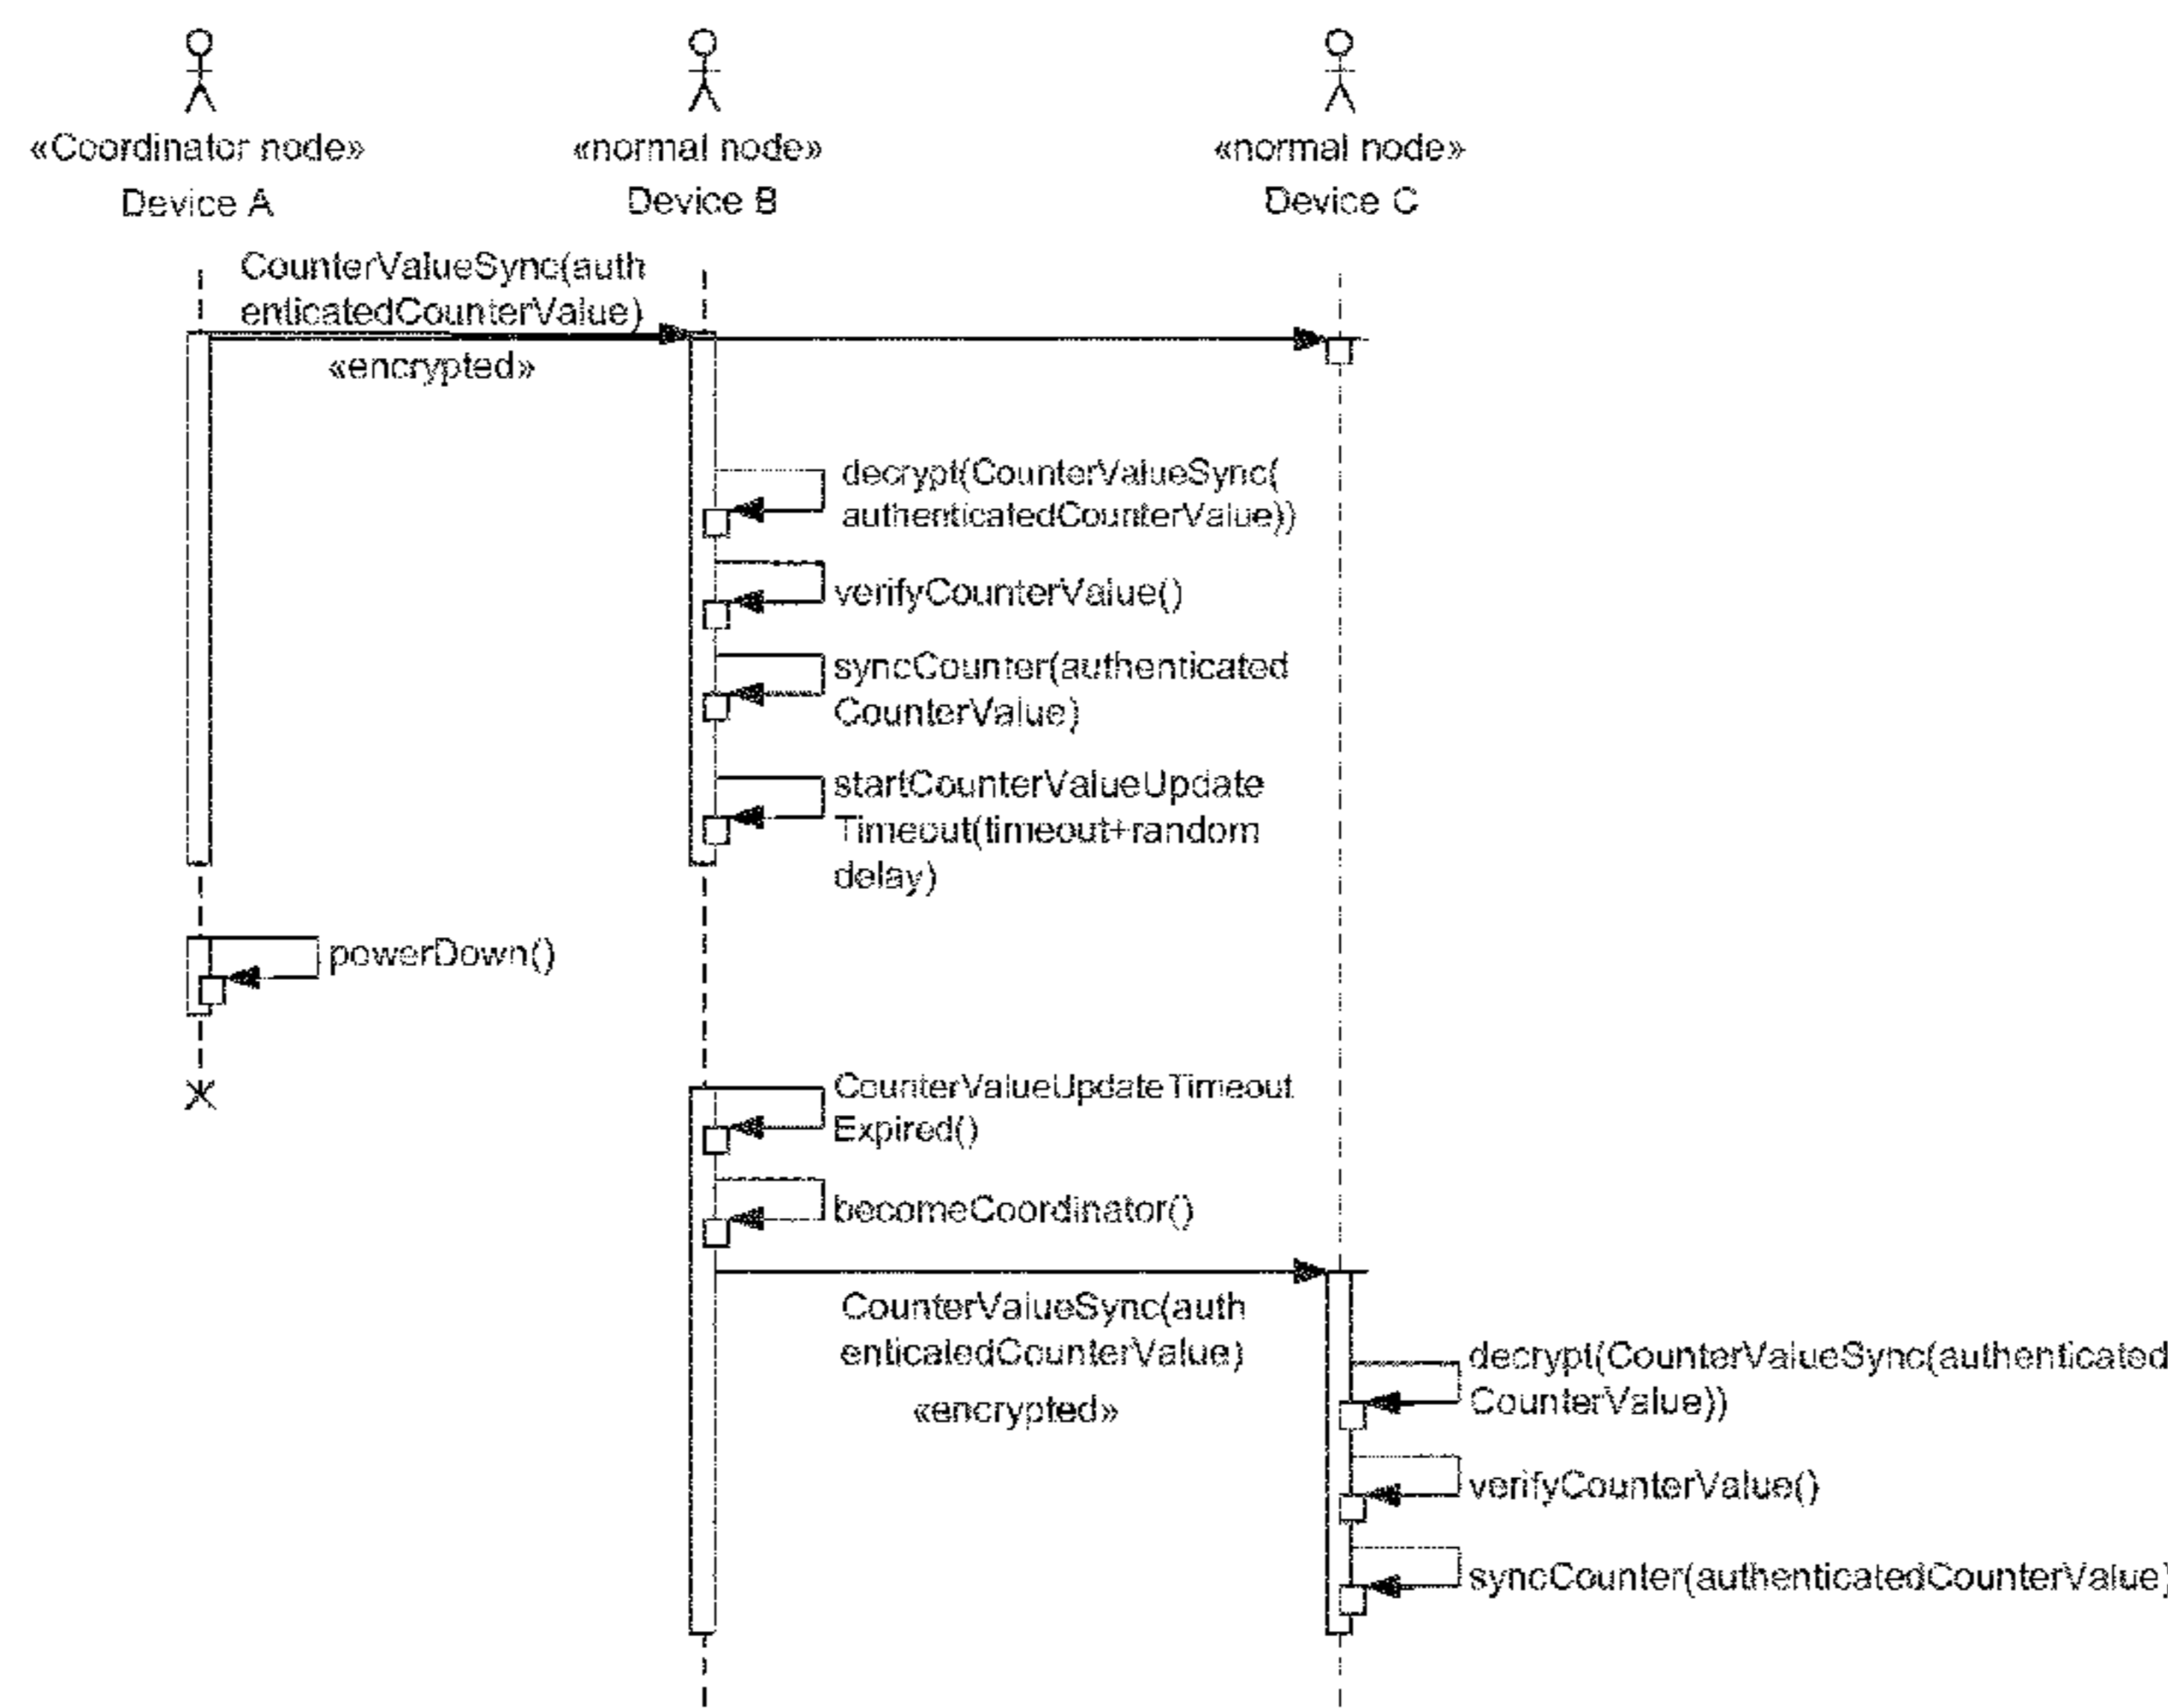 «Coordinator node»
Device A
«normal node»
Device B
«normal node»
Device C
CounterValueSync(auth
enticatedCounterValue)
«encrypted»
decrypt(CounterValueSync(
authenticatedCounterValue))
verifyCounterValue()
syncCounter(authenticated
CounterValue)
startCounterValueUpdate
Timeout(timeout+random
delay)
powerDown()
CounterValueUpdateTimeout
Expired()
becomeCoordinator()
CounterValueSync(auth
enticatedCounterValue)
«encrypted»
decrypt(CounterValueSync(authenticated
CounterValue))
verifyCounterValue()
syncCounter(authenticatedCounterValue)